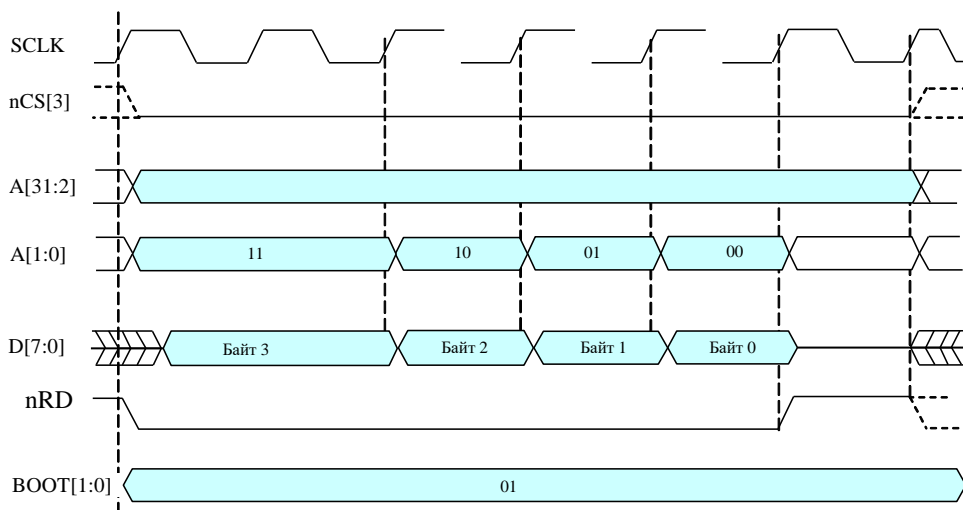 SCLK
nCS[3]
A[31:2]
A[1:0] 11 10 01 00
D[7:0] Байт 3 Байт 2 Байт 1 Байт 0
nRD
BOOT[1:0] 01